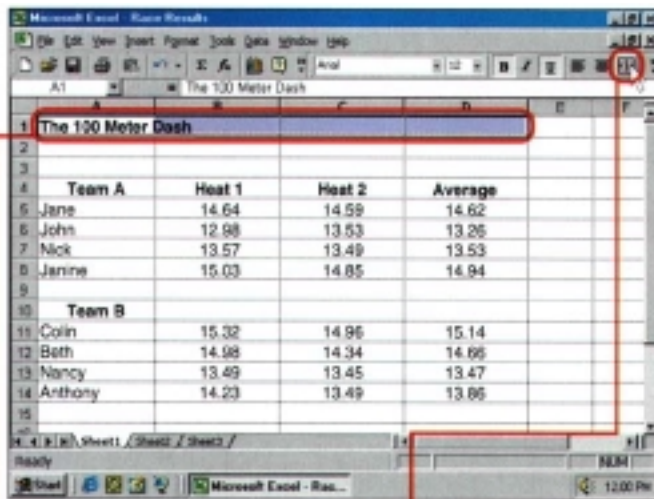 Microsoft Excel - Race Results
File Edit View Insert Format Tools Data Window Help
Arial 12 B I U
A1 = The 100 Meter Dash
A B C D E F
1 The 100 Meter Dash
2
3
4 Team A Heat 1 Heat 2 Average
5 Jane 14.64 14.59 14.62
6 John 12.98 13.53 13.26
7 Nick 13.57 13.49 13.53
8 Janine 15.03 14.85 14.94
9
10 Team B
11 Colin 15.32 14.96 15.14
12 Beth 14.98 14.34 14.66
13 Nancy 13.49 13.45 13.47
14 Anthony 14.23 13.49 13.86
15
Sheet1 / Sheet2 / Sheet3 /
Ready NUM
Start Microsoft Excel - Rac... 12:00 PM